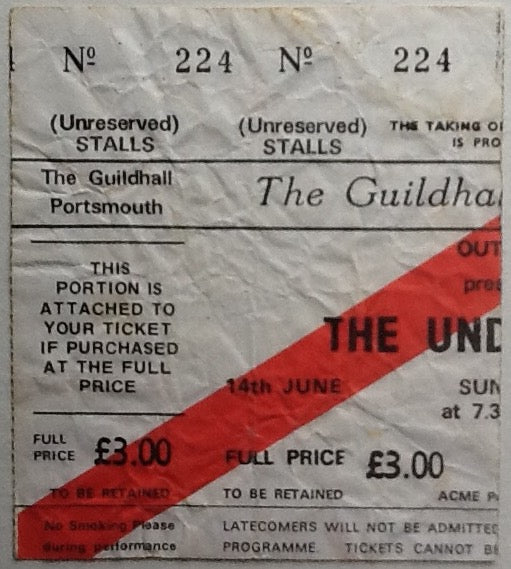 Nº 224 Nº 224
(Unreserved)
STALLS
The Guildhall
Portsmouth
THIS
PORTION IS
ATTACHED TO
YOUR TICKET
IF PURCHASED
AT THE FULL
PRICE
FULL
PRICE £3.00
TO BE RETAINED
No Smoking Please
during performance
(Unreserved)
STALLS
THE TAKING O
IS PRO
The Guildha
OUT
pres
THE UND
14th JUNE SUN
at 7.3
FULL PRICE £3.00
TO BE RETAINED ACME P
LATECOMERS WILL NOT BE ADMITTE
PROGRAMME. TICKETS CANNOT BE